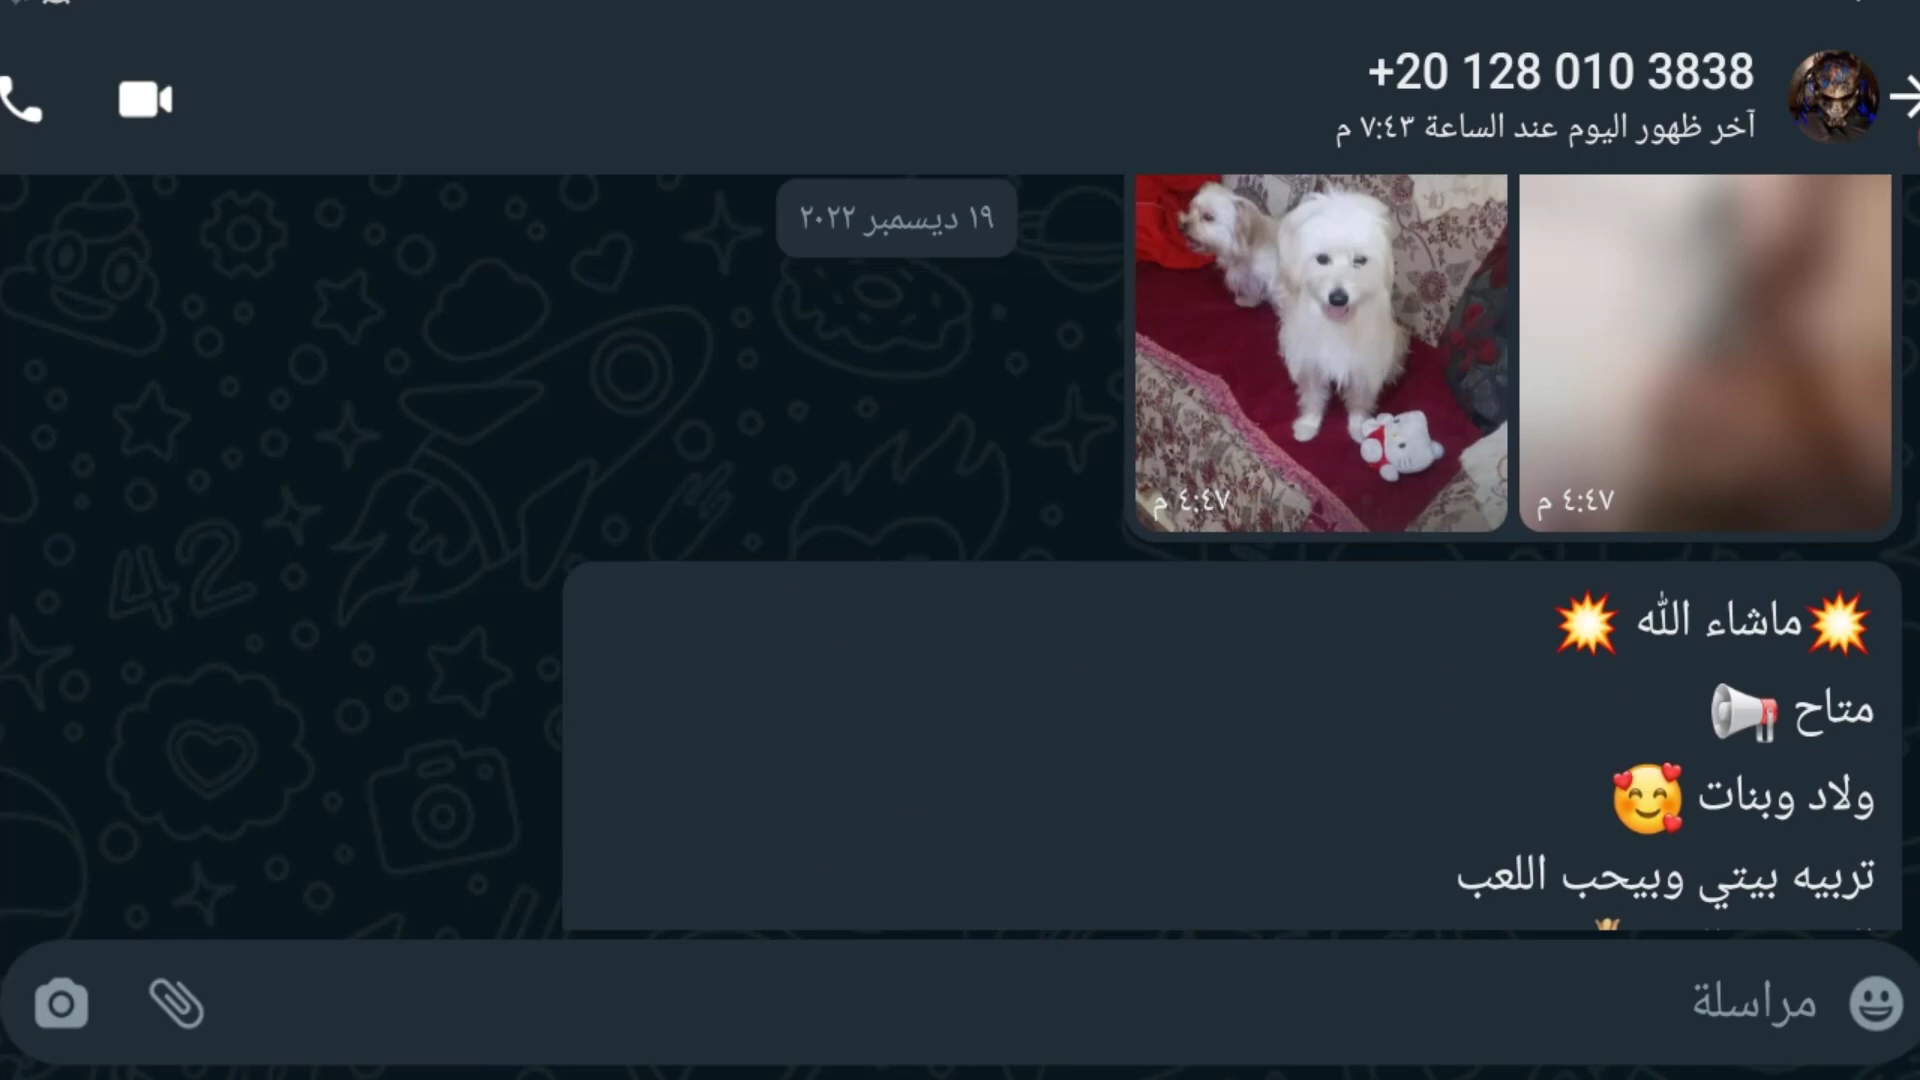 +20 128 010 3838
آخر ظهور اليوم عند الساعة ٧:٤٣ م
١٩ ديسمبر ٢٠٢٢
٤:٤٧ م
٤:٤٧ م
💥ماشاء الله 💥
متاح 📢
ولاد وبنات 🥰
تربيه بيتي وبيحب اللعب
مراسلة